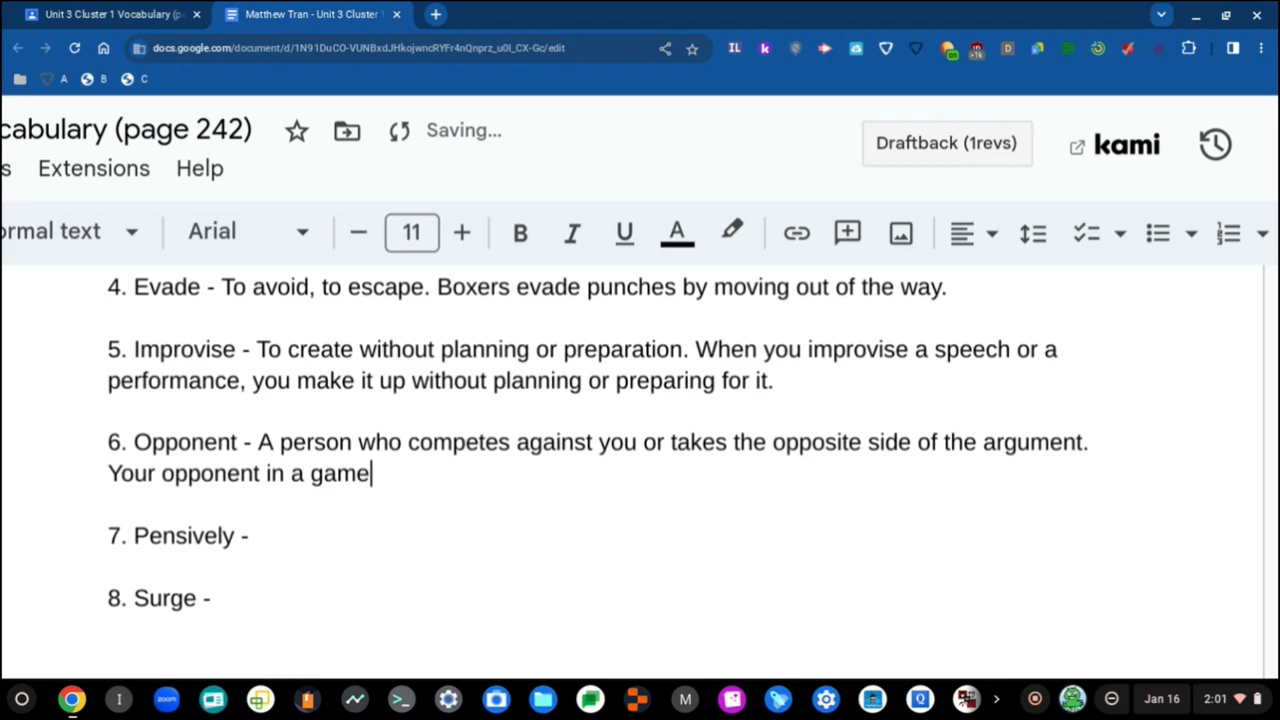 Unit 3 Cluster 1 Vocabulary (pa
Matthew Tran - Unit 3 Cluster 1
docs.google.com/document/d/1N91DuCO-VUNBxdJHkojwncRYFr4nQnprz_u0I_CX-Gc/edit
A B C
cabulary (page 242) Saving...
Draftback (1revs) kami
s Extensions Help
ormal text Arial 11 B I U A
4. Evade - To avoid, to escape. Boxers evade punches by moving out of the way.
5. Improvise - To create without planning or preparation. When you improvise a speech or a
performance, you make it up without planning or preparing for it.
6. Opponent - A person who competes against you or takes the opposite side of the argument.
Your opponent in a game
7. Pensively -
8. Surge -
zoom M Q Jan 16 2:01